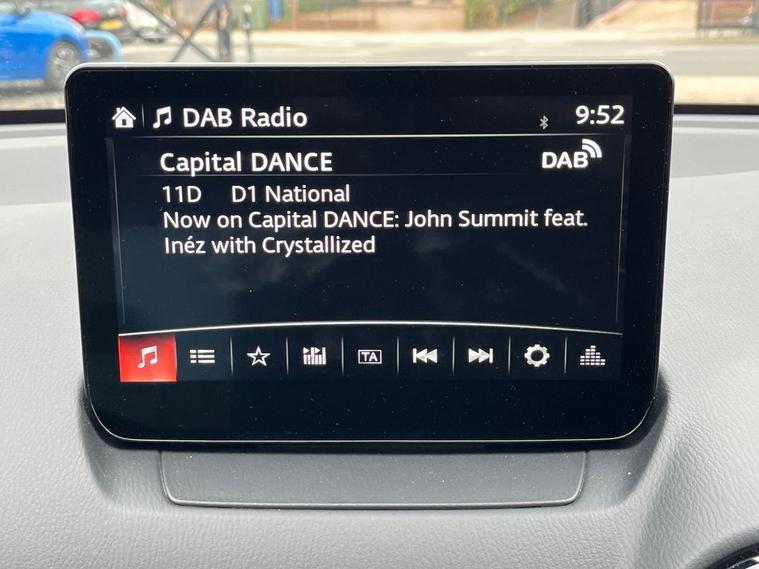 DAB Radio
9:52
Capital DANCE
DAB
11D D1 National
Now on Capital DANCE: John Summit feat.
Inéz with Crystallized
TA